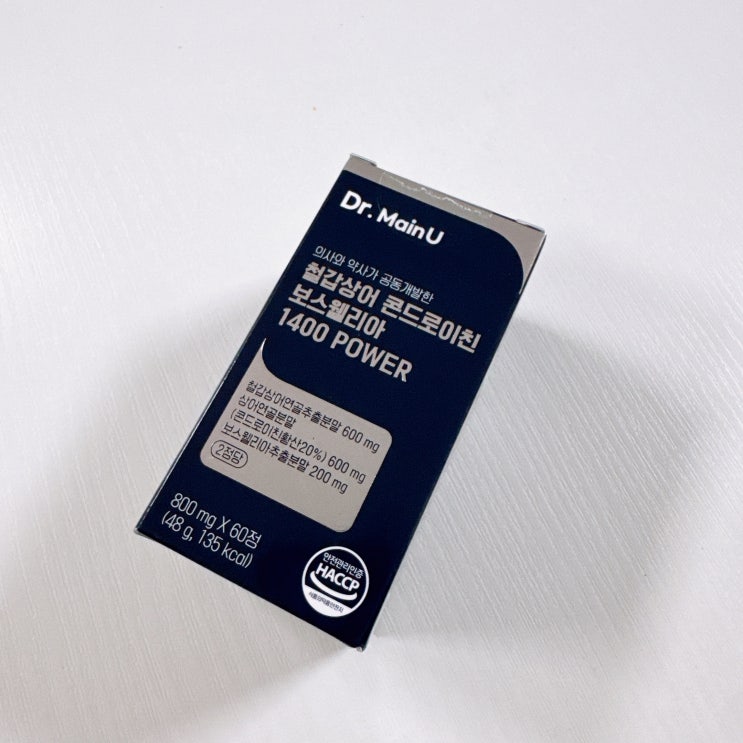 Dr. MainU
의사와 약사가 공동개발한
철갑상어 콘드로이친
보스웰리아
1400 POWER
철갑상어연골추출분말 600 mg
상어연골분말
(콘드로이친황산20%) 600 mg
보스웰리아추출분말 200 mg
2정당
800 mg X 60정
(48 g, 135 kcal)
안전관리인증
HACCP
식품의약품안전처